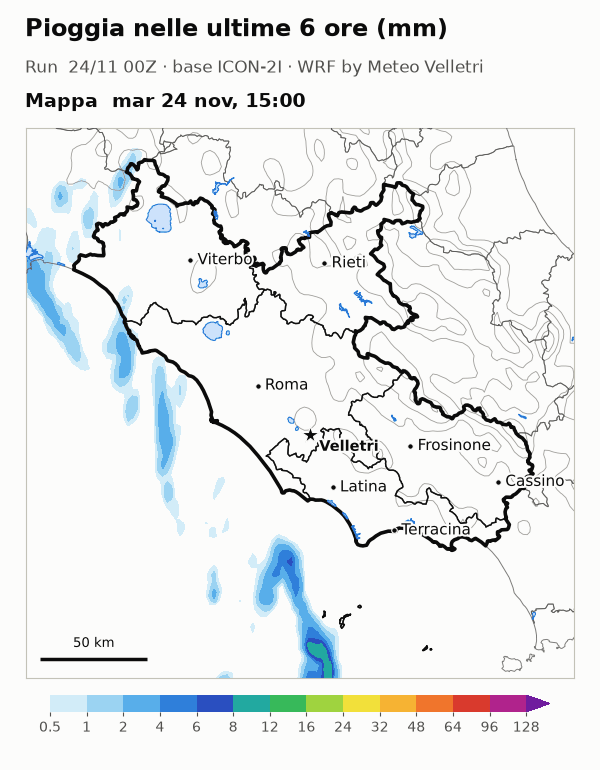 Pioggia nelle ultime 6 ore (mm)
Run  24/11 00Z · base ICON-2I · WRF by Meteo Velletri
Mappa  mar 24 nov, 15:00
Viterbo
Rieti
Roma
Velletri
Frosinone
Latina
Cassino
Terracina
50 km
0.5 1 2 4 6 8 12 16 24 32 48 64 96 128